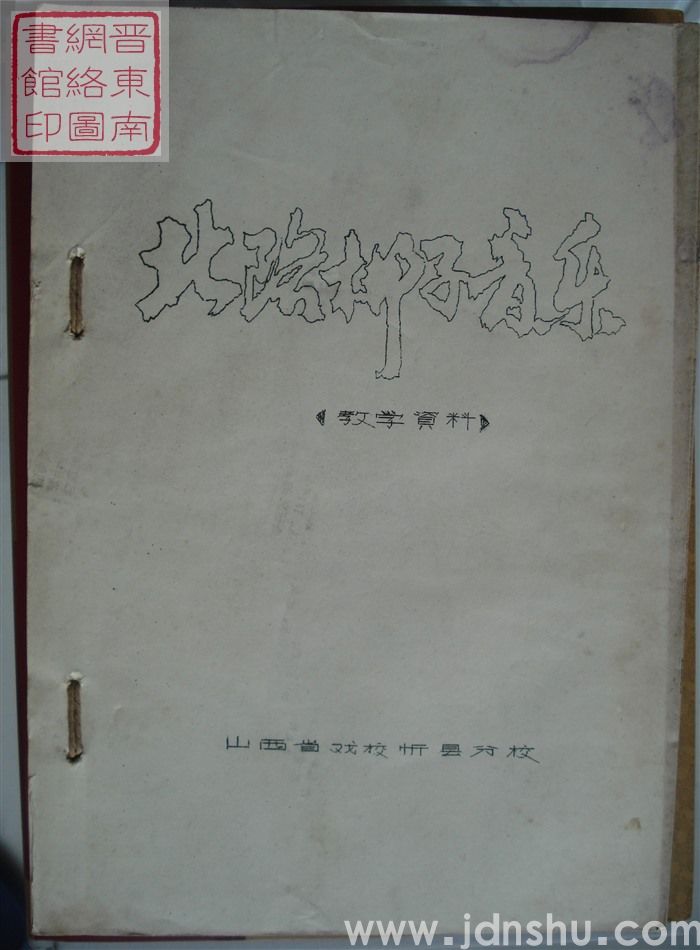 晋東南
網絡圖
書館印
北路梆子音乐
《教学資料》
山西省戏校忻县分校
www.jdnshu.com